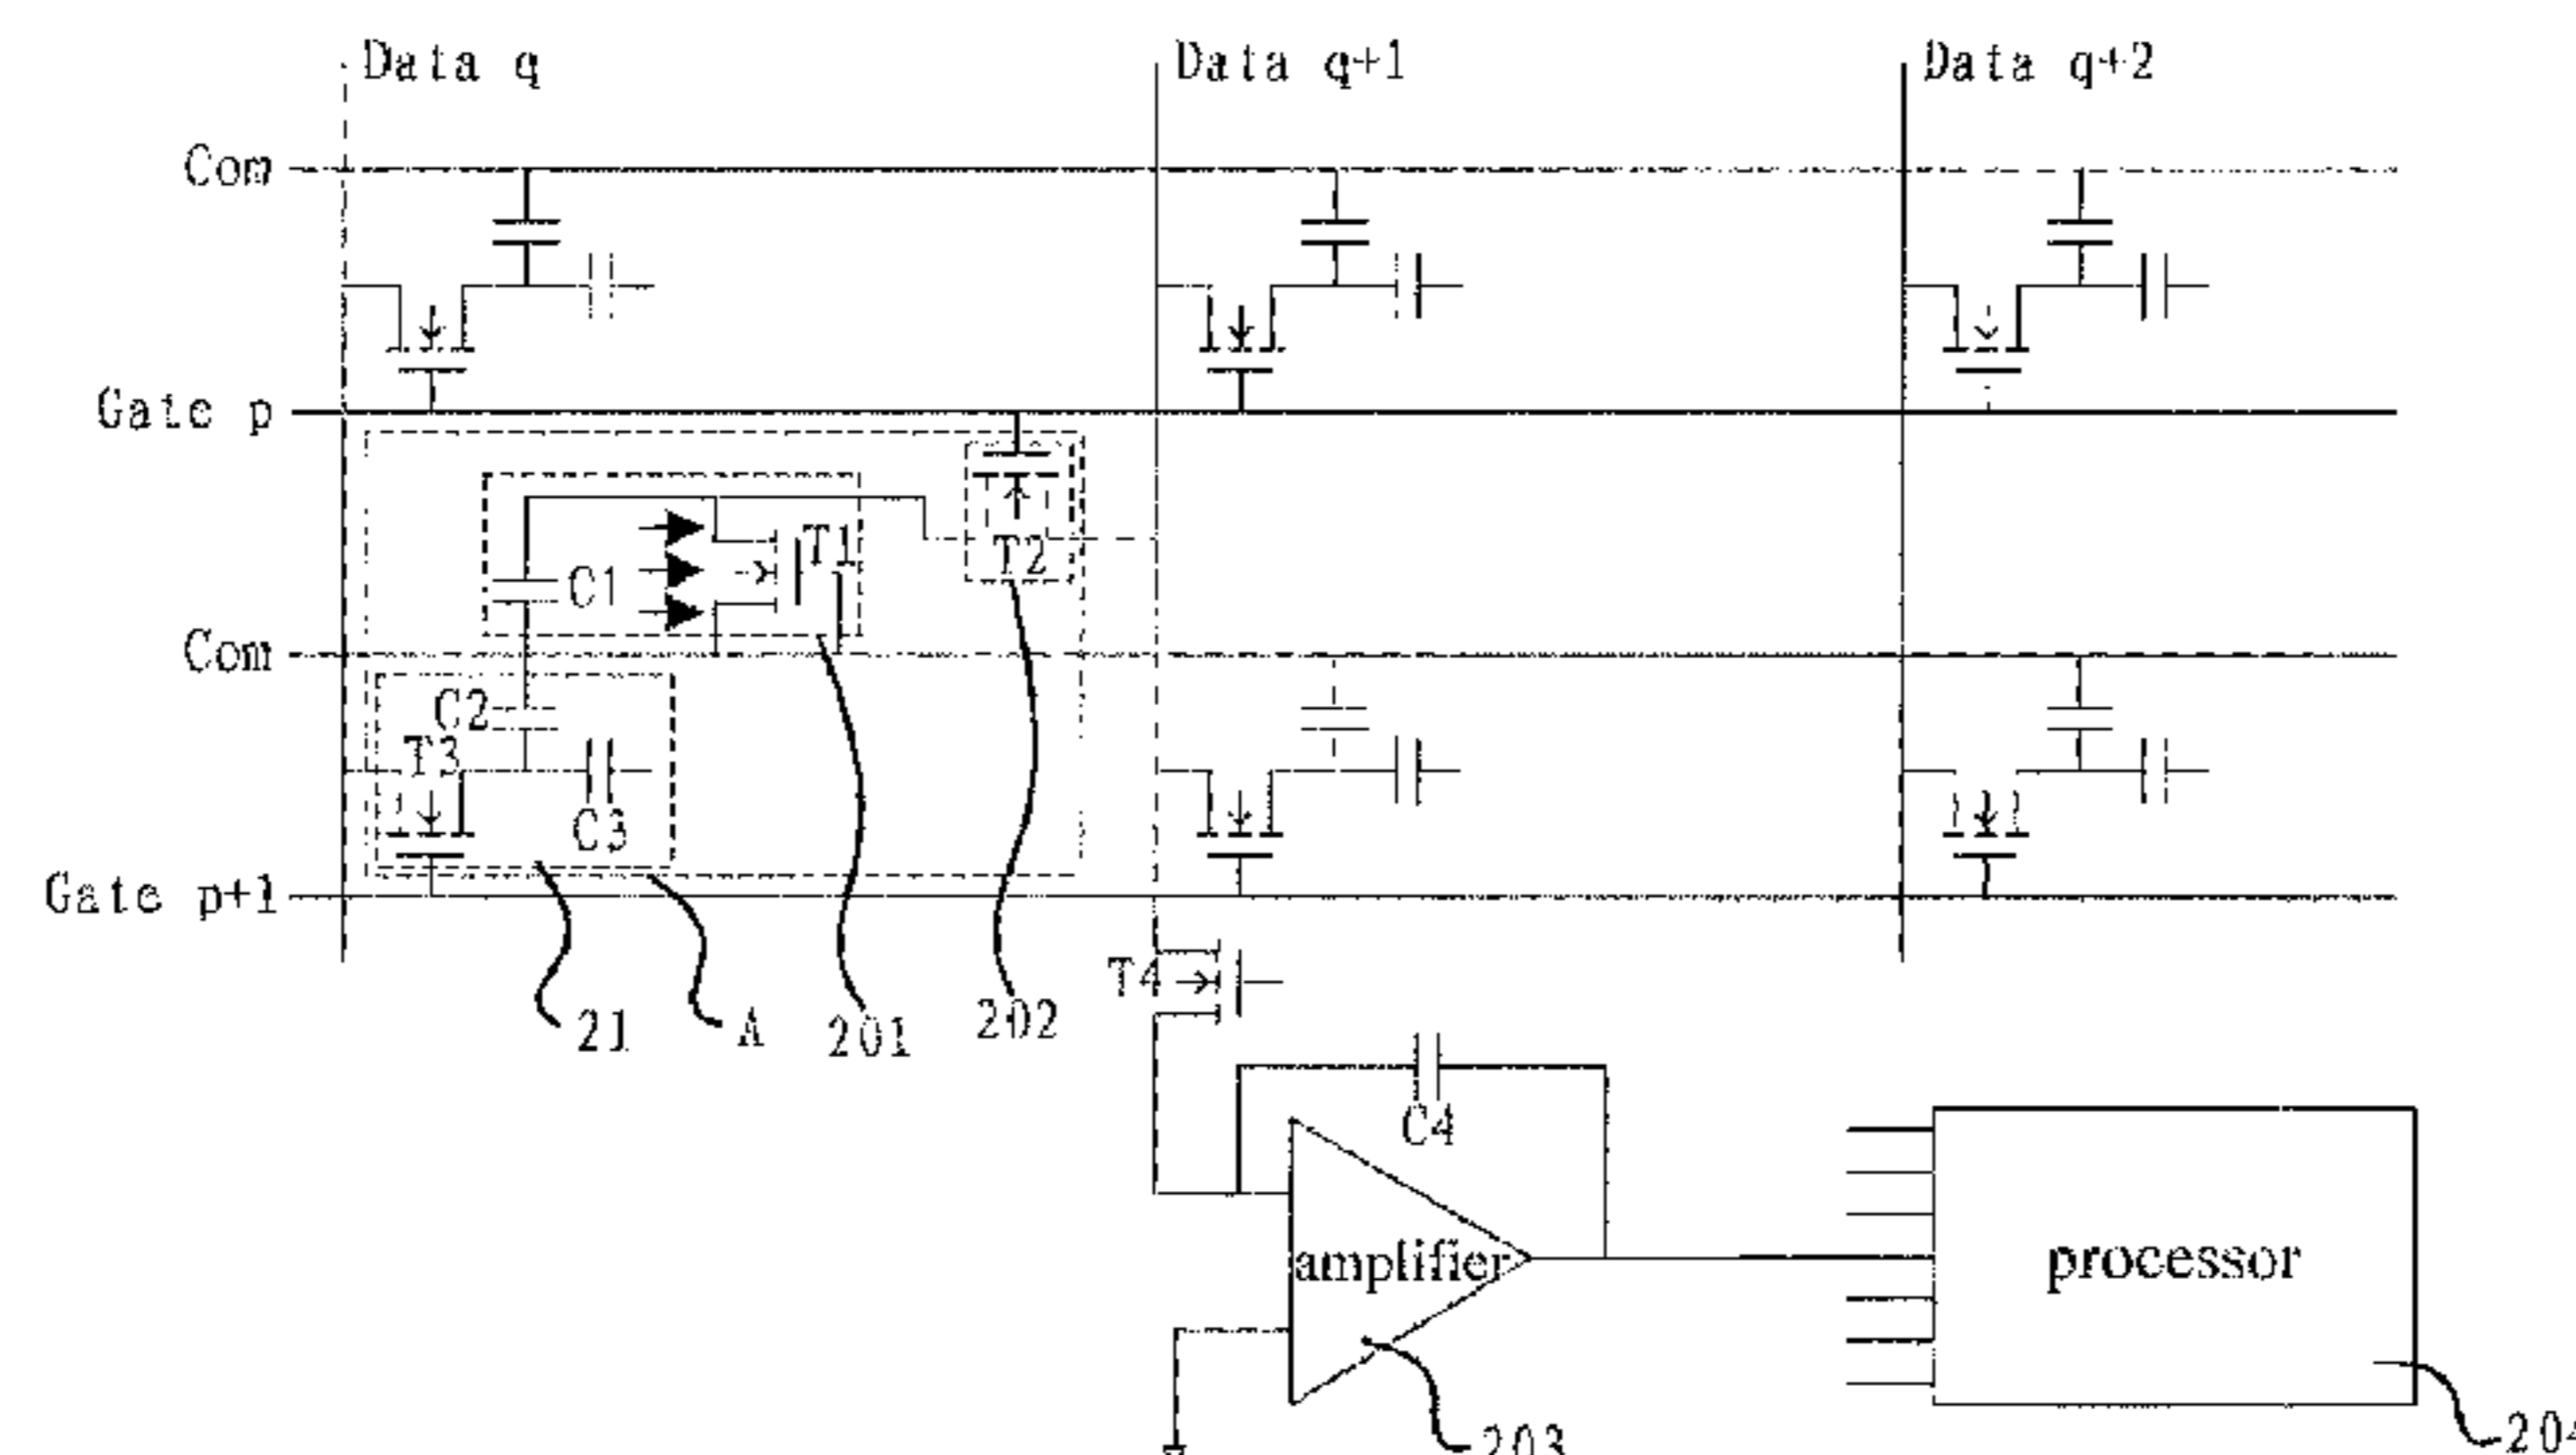 Data q
Data q+1
Data q+2
Com
Gate p
T1
T2
C1
Com
C2
T3
C3
Gate p+1
T4
21
A
201
202
C4
amplifier
processor
203
204